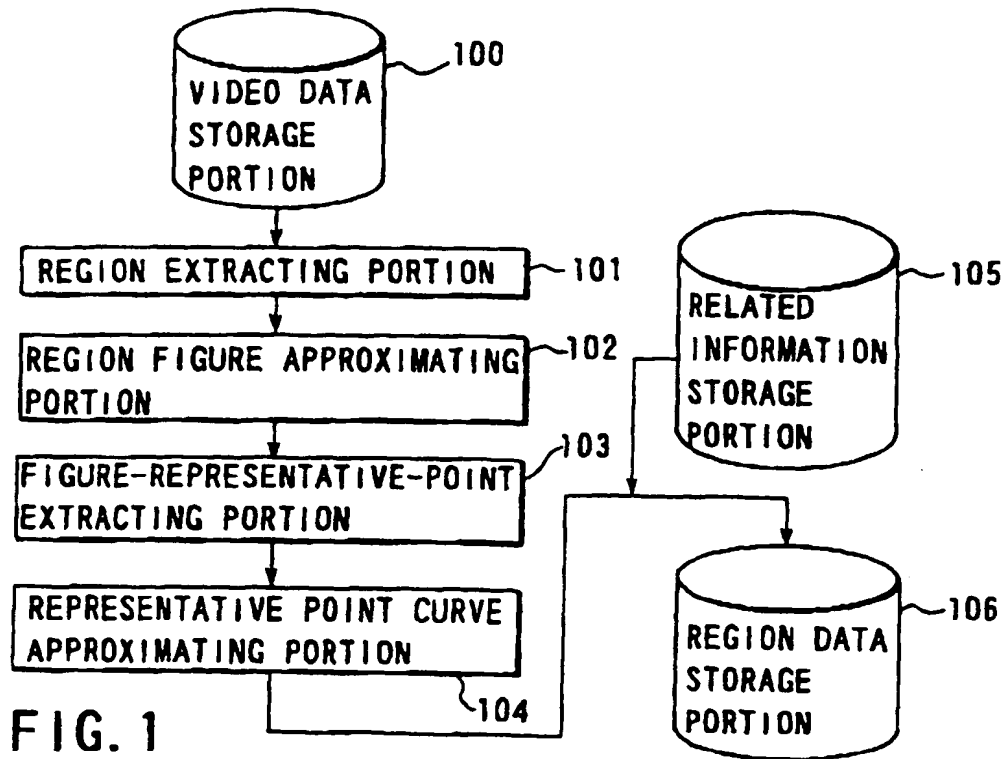 VIDEO DATA
STORAGE
PORTION
100
REGION EXTRACTING PORTION
101
REGION FIGURE APPROXIMATING
PORTION
102
FIGURE-REPRESENTATIVE-POINT
EXTRACTING PORTION
103
REPRESENTATIVE POINT CURVE
APPROXIMATING PORTION
104
RELATED
INFORMATION
STORAGE
PORTION
105
REGION DATA
STORAGE
PORTION
106
FIG. 1